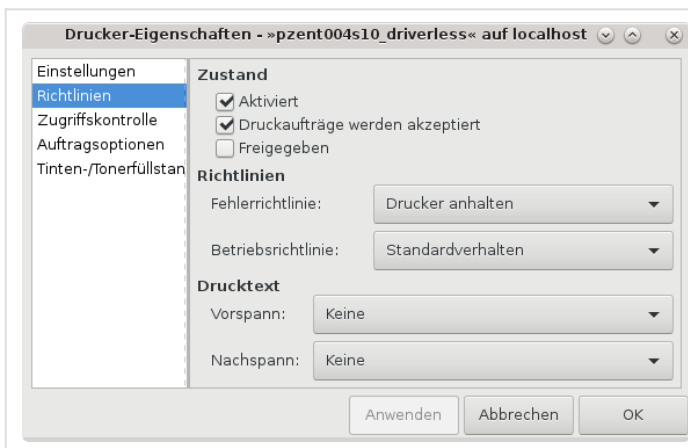 Drucker-Eigenschaften - »pzent004s10_driverless« auf localhost
Einstellungen
Richtlinien
Zugriffskontrolle
Auftragsoptionen
Tinten-/Tonerfüllstan
Zustand
Aktiviert
Druckaufträge werden akzeptiert
Freigegeben
Richtlinien
Fehlerrichtlinie: Drucker anhalten
Betriebsrichtlinie: Standardverhalten
Drucktext
Vorspann: Keine
Nachspann: Keine
Anwenden Abbrechen OK